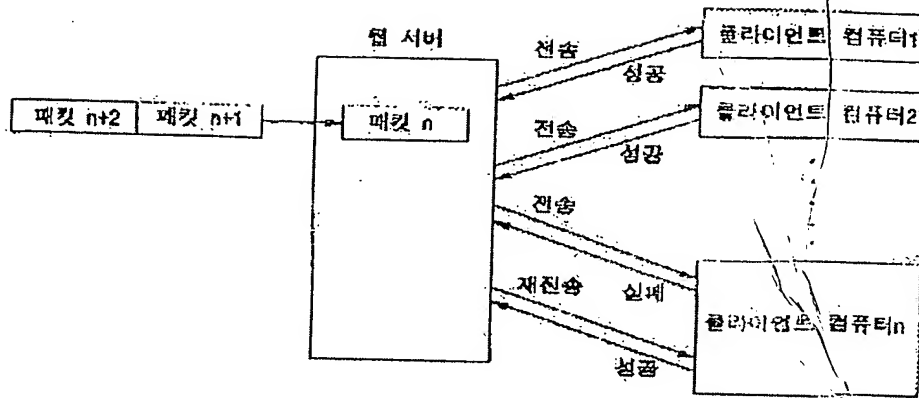 웹 서버
전송
클라이언트 컴퓨터1
성공
패킷 n+2 패킷 n+1
패킷 n
전송
클라이언트 컴퓨터2
성공
전송
실패
재전송
클라이언트 컴퓨터n
성공